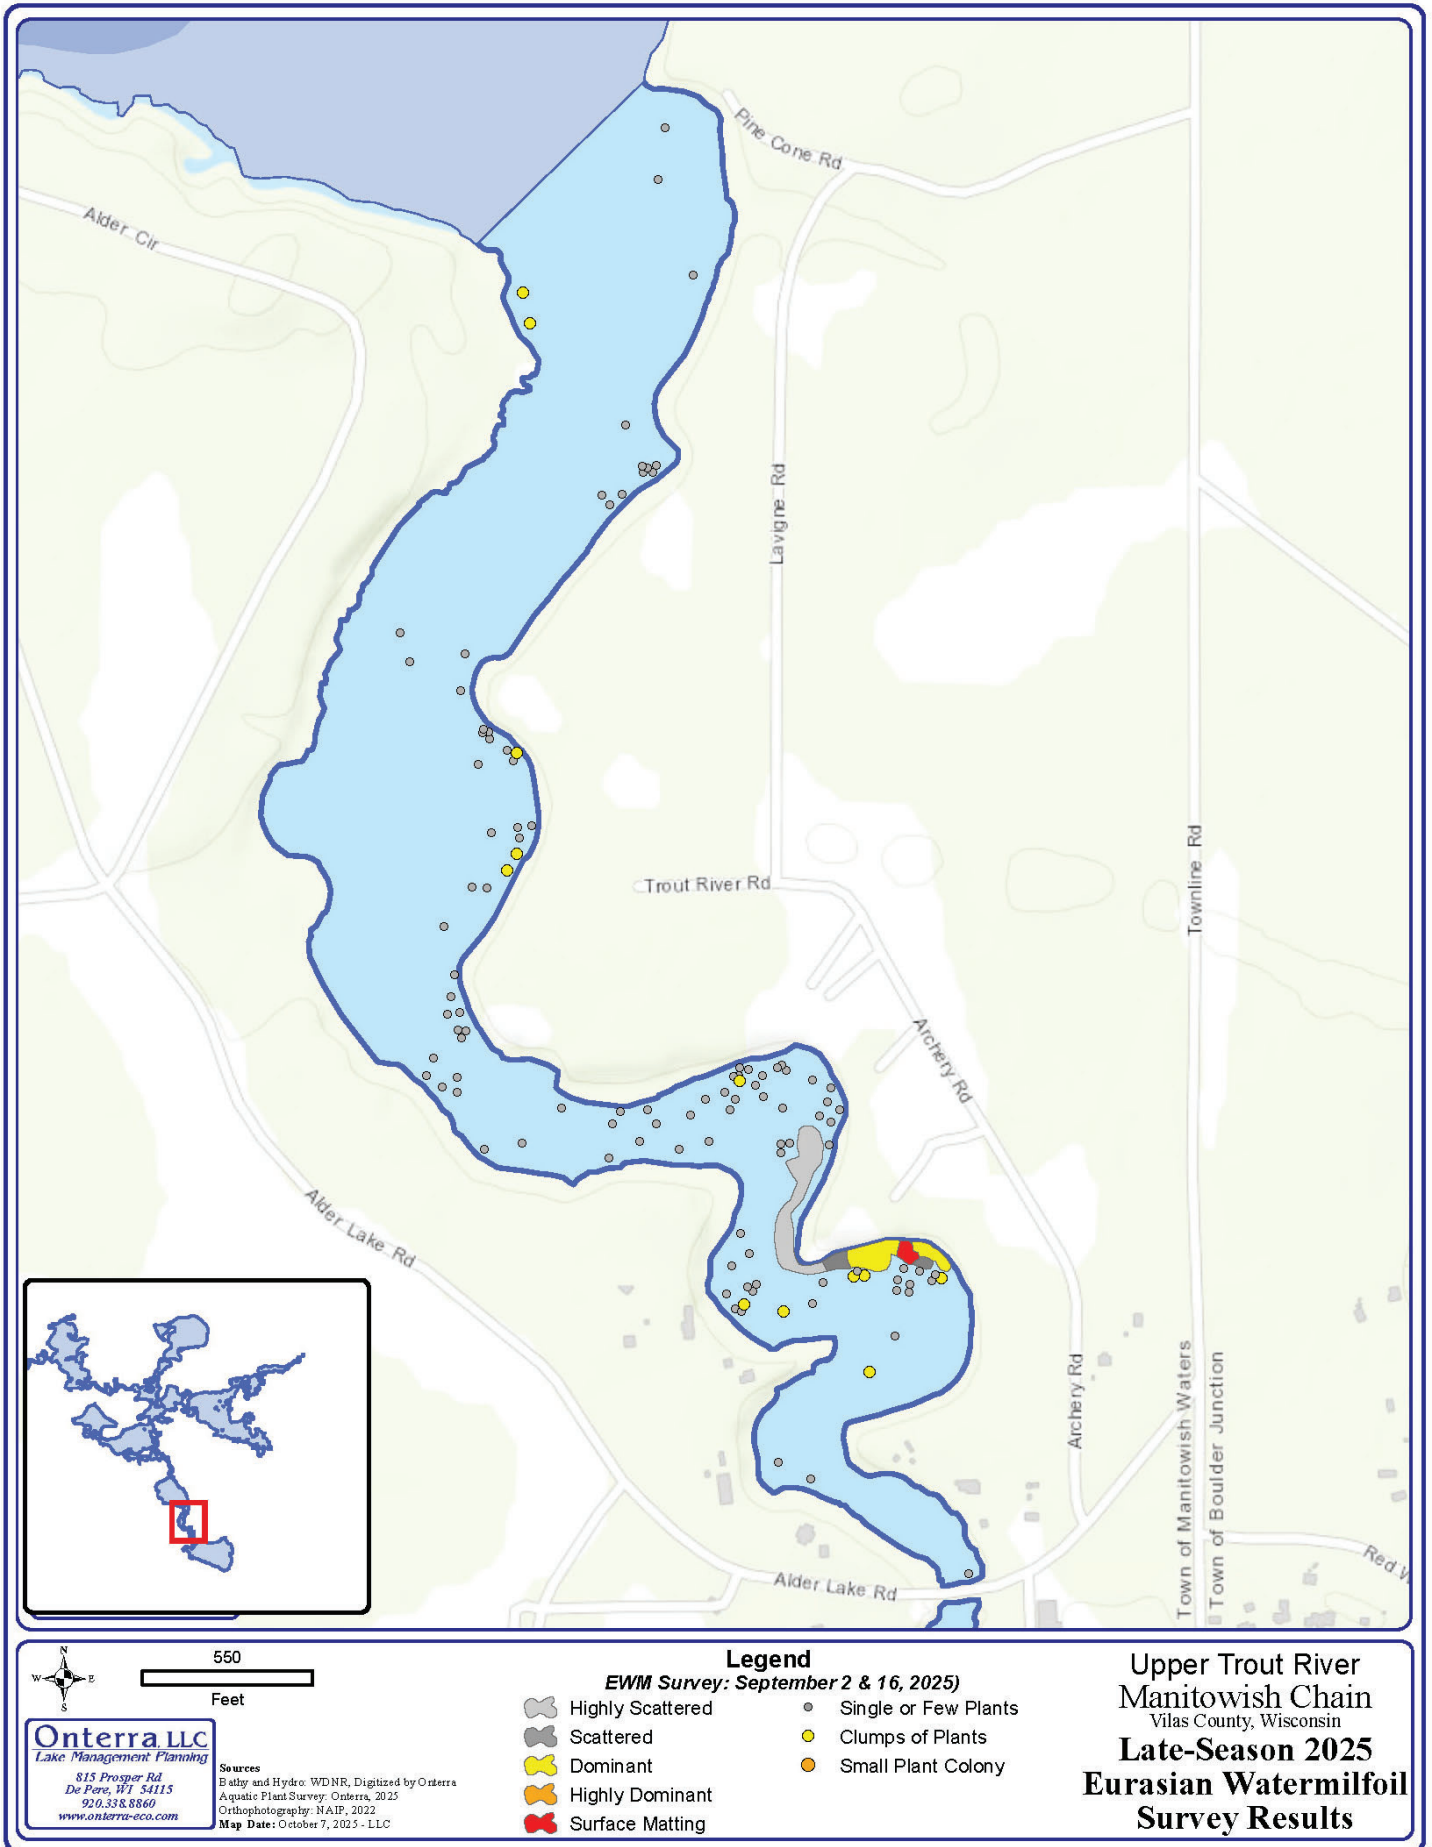 Pine Cone Rd
Alder Cir
Lavigne Rd
Trout River Rd
Townline Rd
Archery Rd
Alder Lake Rd
Archery Rd
Town of Manitowish Waters
Town of Boulder Junction
Alder Lake Rd
Red
N
W E
S
550
Feet
Onterra, LLC
Lake Management Planning
815 Prosper Rd
De Pere, WI 54115
920.338.8860
www.onterra-eco.com
Sources
Bathy and Hydro: WDNR, Digitized by Onterra
Aquatic Plant Survey: Onterra, 2025
Orthophotography: NAIP, 2022
Map Date: October 7, 2025 - LLC
Legend
EWM Survey: September 2 & 16, 2025)
Highly Scattered
Scattered
Dominant
Highly Dominant
Surface Matting
Single or Few Plants
Clumps of Plants
Small Plant Colony
Upper Trout River
Manitowish Chain
Vilas County, Wisconsin
Late-Season 2025
Eurasian Watermilfoil
Survey Results